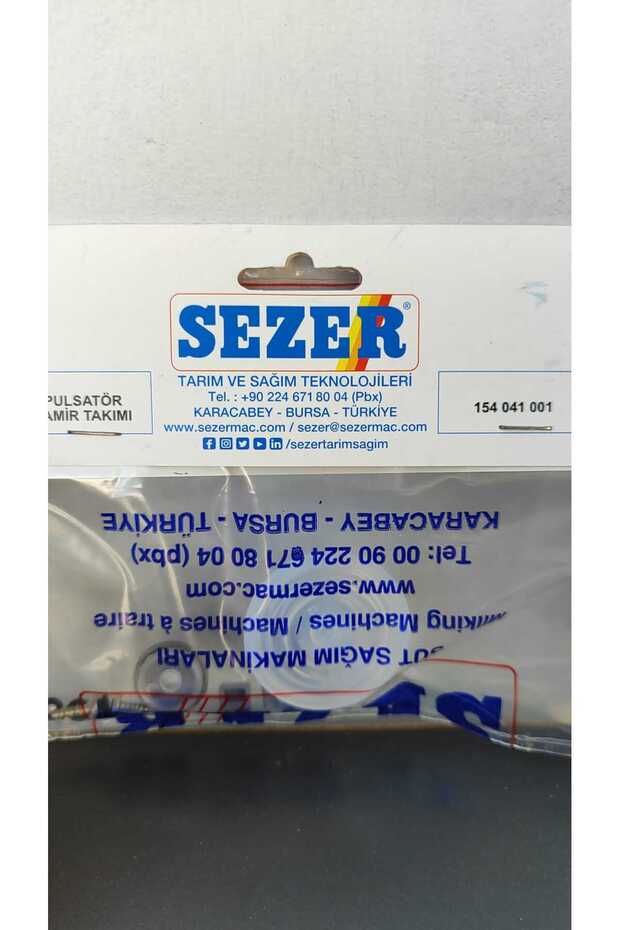 SEZER®
TARIM VE SAĞIM TEKNOLOJİLERİ
Tel. : +90 224 671 80 04 (Pbx)
KARACABEY - BURSA - TÜRKİYE
www.sezermac.com / sezer@sezermac.com
/sezertarimsagim
PULSATÖR
AMİR TAKIMI
154 041 001
KARACABEY - BURSA - TÜRKİYE
Tel: 00 90 224 671 80 04 (pbx)
www.sezermac.com
Milking Machines / Machines à traire
SÜT SAĞIM MAKİNALARI